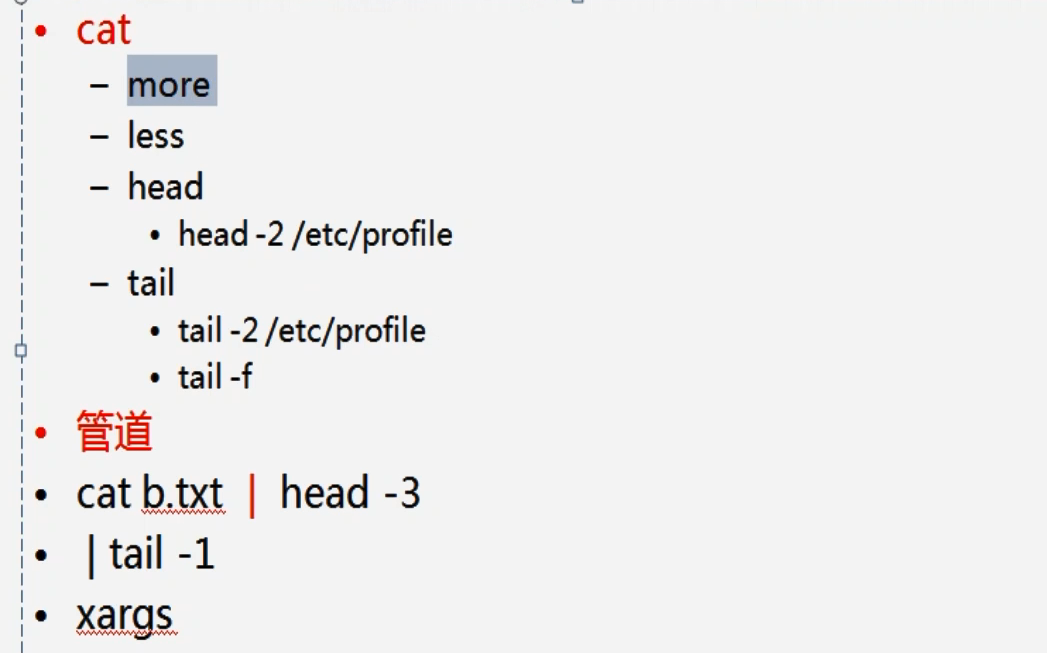 • cat
– more
– less
– head
• head -2 /etc/profile
– tail
• tail -2 /etc/profile
• tail -f
• 管道
• cat b.txt | head -3
• | tail -1
• xargs